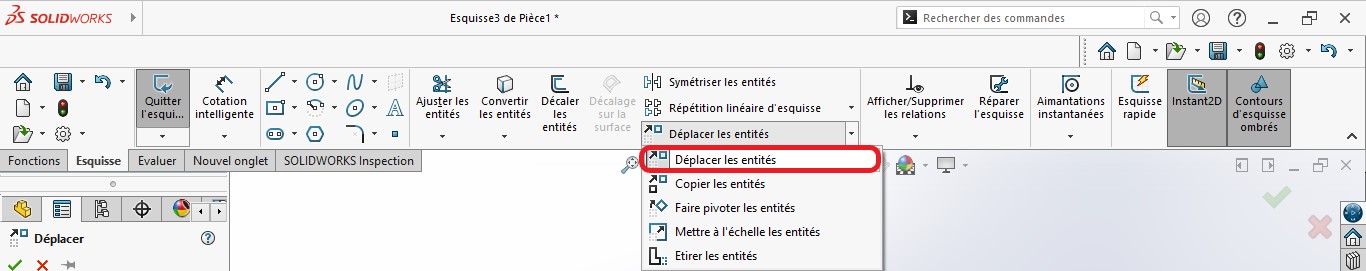 SOLIDWORKS
Esquisse3 de Pièce1 *
Rechercher des commandes
Quitter l'esqui...
Cotation intelligente
Ajuster les entités
Convertir les entités
Décaler les entités
Décalage sur la surface
Symétriser les entités
Répétition linéaire d'esquisse
Déplacer les entités
Afficher/Supprimer les relations
Réparer l'esquisse
Aimantations instantanées
Esquisse rapide
Instant2D
Contours d'esquisse ombrés
Fonctions
Esquisse
Evaluer
Nouvel onglet
SOLIDWORKS Inspection
Déplacer les entités
Copier les entités
Faire pivoter les entités
Mettre à l'échelle les entités
Etirer les entités
Déplacer